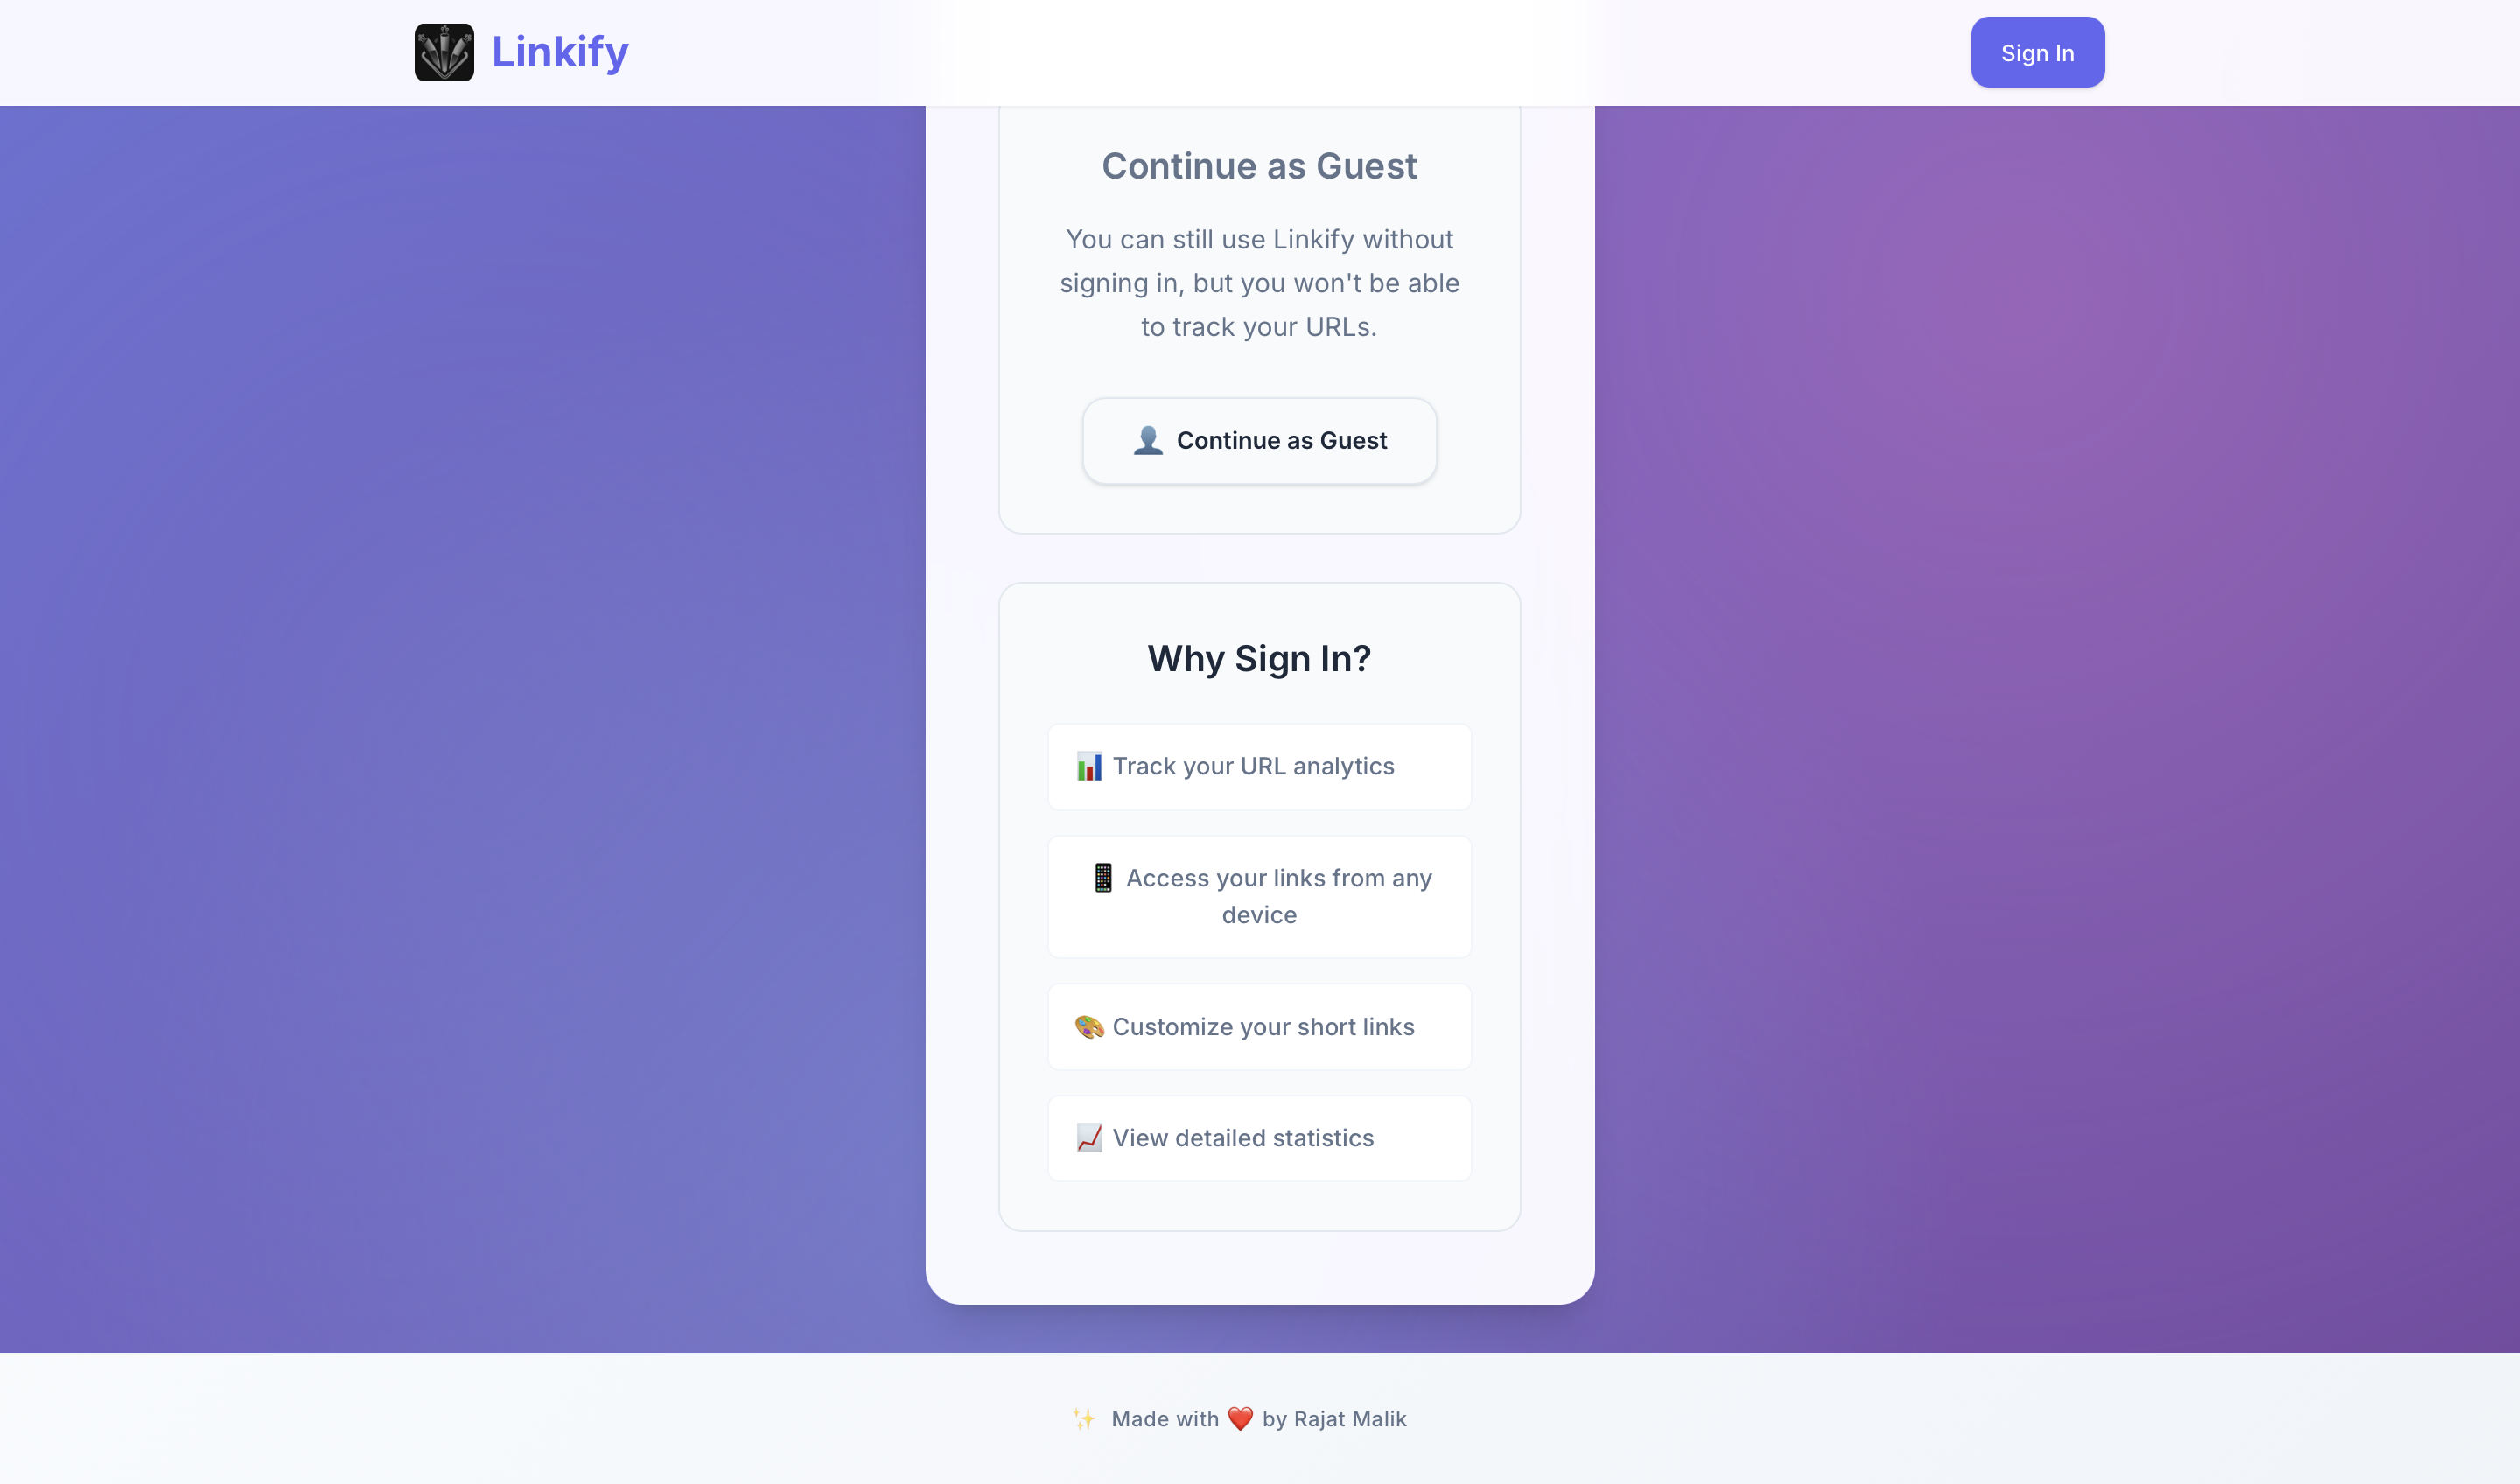 Linkify
Sign In
Continue as Guest
You can still use Linkify without
signing in, but you won't be able
to track your URLs.
👤 Continue as Guest
Why Sign In?
📊 Track your URL analytics
📱 Access your links from any
device
🎨 Customize your short links
📈 View detailed statistics
✨ Made with ❤️ by Rajat Malik